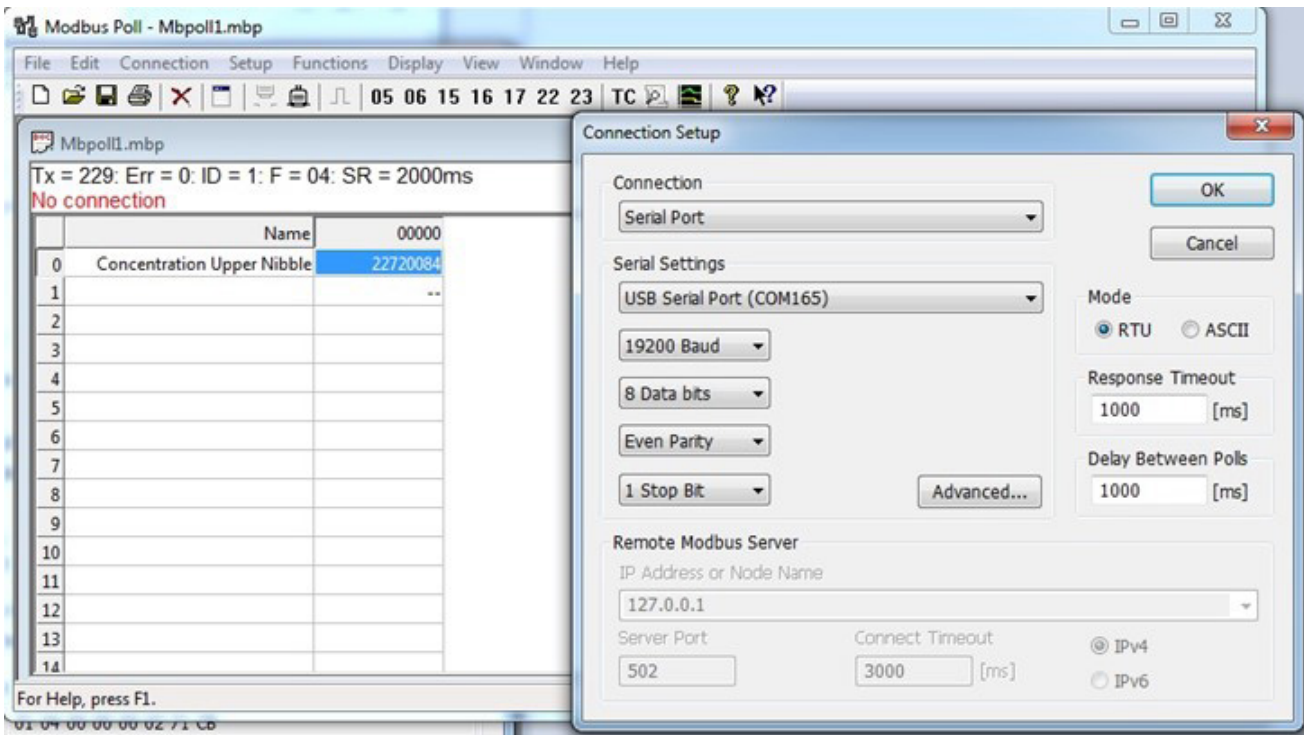 Modbus Poll - Mbpoll1.mbp
File Edit Connection Setup Functions Display View Window Help
05 06 15 16 17 22 23 TC
Mbpoll1.mbp
Tx = 229: Err = 0: ID = 1: F = 04: SR = 2000ms
No connection
Name 00000
0 Concentration Upper Nibble 22720084
1 --
2
3
4
5
6
7
8
9
10
11
12
13
14
For Help, press F1.
01 04 00 00 00 02 71 CB
Connection Setup
Connection
Serial Port
OK
Cancel
Serial Settings
USB Serial Port (COM165)
19200 Baud
8 Data bits
Even Parity
1 Stop Bit
Advanced...
Mode
RTU ASCII
Response Timeout
1000 [ms]
Delay Between Polls
1000 [ms]
Remote Modbus Server
IP Address or Node Name
127.0.0.1
Server Port Connect Timeout
502 3000 [ms]
IPv4
IPv6